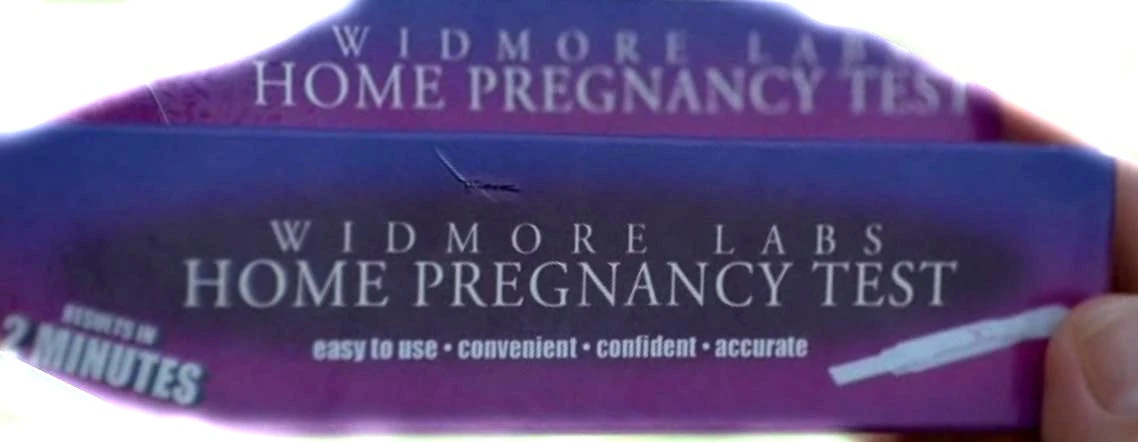 WIDMORE LABS
HOME PREGNANCY TEST
WIDMORE LABS
HOME PREGNANCY TEST
RESULTS IN
2 MINUTES
easy to use • convenient • confident • accurate